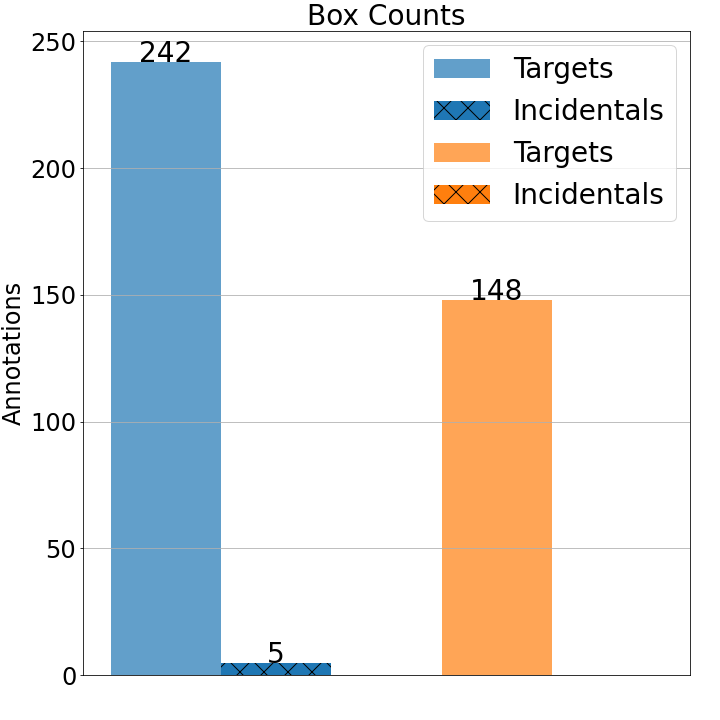 Box Counts
250
200
150
100
50
0
Annotations
242
5
148
Targets
Incidentals
Targets
Incidentals